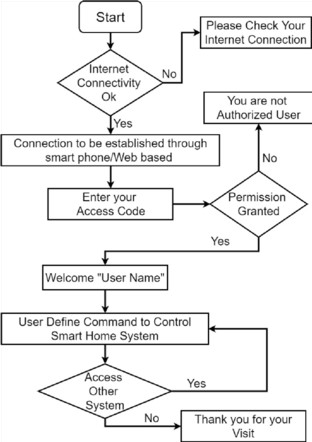 Start
Please Check Your
Internet Connection
Internet
Connectivity
Ok
No
Yes
You are not
Authorized User
Connection to be established through
smart phone/Web based
No
Enter your
Access Code
Permission
Granted
Yes
Welcome "User Name"
User Define Command to Control
Smart Home System
Access
Other
System
Yes
No
Thank you for your
Visit